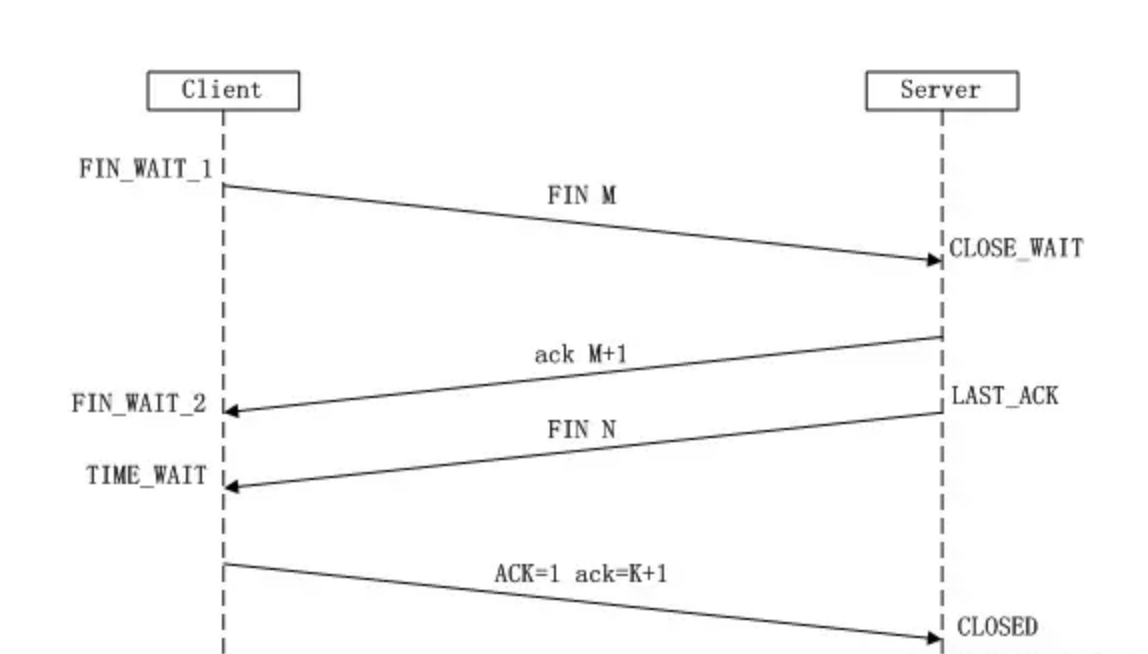 Client
Server
FIN_WAIT_1
FIN M
CLOSE_WAIT
ack M+1
FIN_WAIT_2
LAST_ACK
FIN N
TIME_WAIT
ACK=1 ack=K+1
CLOSED